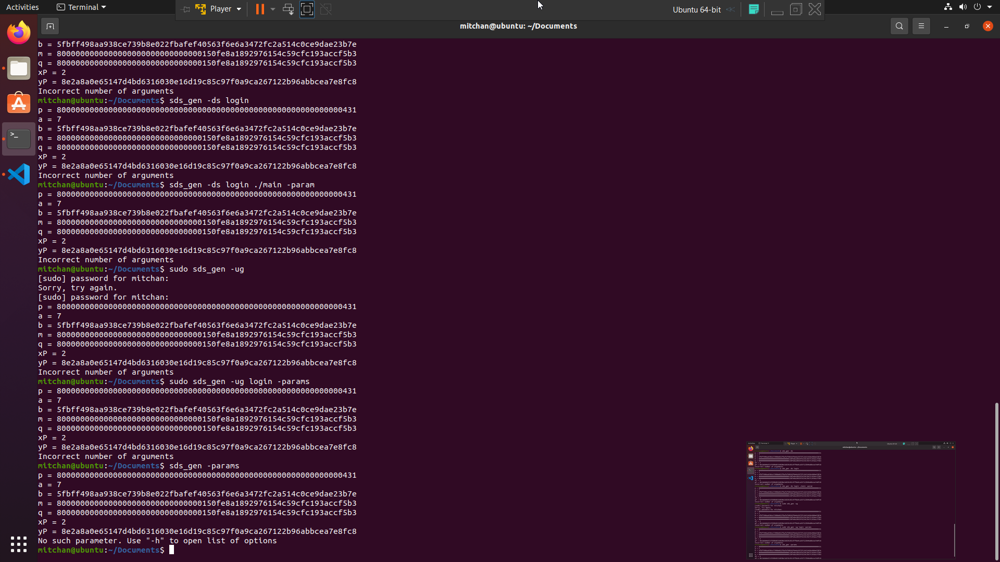 Activities
Terminal
Player
Ubuntu 64-bit
mitchan@ubuntu: ~/Documents
b = 5fbff498aa938ce739b8e022fbafef40563f6e6a3472fc2a514c0ce9dae23b7e
m = 8000000000000000000000000000000150fe8a1892976154c59cfc193accf5b3
q = 8000000000000000000000000000000150fe8a1892976154c59cfc193accf5b3
xP = 2
yP = 8e2a8a0e65147d4bd6316030e16d19c85c97f0a9ca267122b96abbcea7e8fc8
Incorrect number of arguments
mitchan@ubuntu:~/Documents$ sds_gen -ds login
p = 8000000000000000000000000000000000000000000000000000000000000431
a = 7
b = 5fbff498aa938ce739b8e022fbafef40563f6e6a3472fc2a514c0ce9dae23b7e
m = 8000000000000000000000000000000150fe8a1892976154c59cfc193accf5b3
q = 8000000000000000000000000000000150fe8a1892976154c59cfc193accf5b3
xP = 2
yP = 8e2a8a0e65147d4bd6316030e16d19c85c97f0a9ca267122b96abbcea7e8fc8
Incorrect number of arguments
mitchan@ubuntu:~/Documents$ sds_gen -ds login ./main -param
p = 8000000000000000000000000000000000000000000000000000000000000431
a = 7
b = 5fbff498aa938ce739b8e022fbafef40563f6e6a3472fc2a514c0ce9dae23b7e
m = 8000000000000000000000000000000150fe8a1892976154c59cfc193accf5b3
q = 8000000000000000000000000000000150fe8a1892976154c59cfc193accf5b3
xP = 2
yP = 8e2a8a0e65147d4bd6316030e16d19c85c97f0a9ca267122b96abbcea7e8fc8
Incorrect number of arguments
mitchan@ubuntu:~/Documents$ sudo sds_gen -ug
[sudo] password for mitchan:
Sorry, try again.
[sudo] password for mitchan:
p = 8000000000000000000000000000000000000000000000000000000000000431
a = 7
b = 5fbff498aa938ce739b8e022fbafef40563f6e6a3472fc2a514c0ce9dae23b7e
m = 8000000000000000000000000000000150fe8a1892976154c59cfc193accf5b3
q = 8000000000000000000000000000000150fe8a1892976154c59cfc193accf5b3
xP = 2
yP = 8e2a8a0e65147d4bd6316030e16d19c85c97f0a9ca267122b96abbcea7e8fc8
Incorrect number of arguments
mitchan@ubuntu:~/Documents$ sudo sds_gen -ug login -params
p = 8000000000000000000000000000000000000000000000000000000000000431
a = 7
b = 5fbff498aa938ce739b8e022fbafef40563f6e6a3472fc2a514c0ce9dae23b7e
m = 8000000000000000000000000000000150fe8a1892976154c59cfc193accf5b3
q = 8000000000000000000000000000000150fe8a1892976154c59cfc193accf5b3
xP = 2
yP = 8e2a8a0e65147d4bd6316030e16d19c85c97f0a9ca267122b96abbcea7e8fc8
Incorrect number of arguments
mitchan@ubuntu:~/Documents$ sds_gen -params
p = 8000000000000000000000000000000000000000000000000000000000000431
a = 7
b = 5fbff498aa938ce739b8e022fbafef40563f6e6a3472fc2a514c0ce9dae23b7e
m = 8000000000000000000000000000000150fe8a1892976154c59cfc193accf5b3
q = 8000000000000000000000000000000150fe8a1892976154c59cfc193accf5b3
xP = 2
yP = 8e2a8a0e65147d4bd6316030e16d19c85c97f0a9ca267122b96abbcea7e8fc8
No such parameter. Use "-h" to open list of options
mitchan@ubuntu:~/Documents$